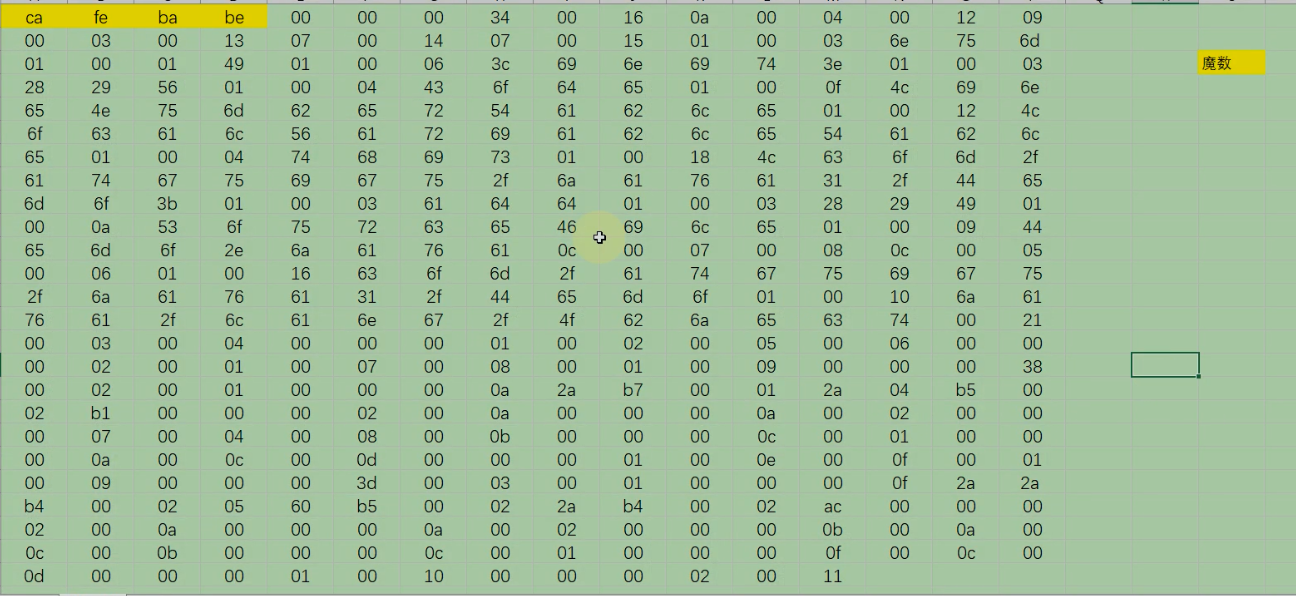 ca fe ba be 00 00 00 34 00 16 0a 00 04 00 12 09
00 03 00 13 07 00 14 07 00 15 01 00 03 6e 75 6d
01 00 01 49 01 00 06 3c 69 6e 69 74 3e 01 00 03 魔数
28 29 56 01 00 04 43 6f 64 65 01 00 0f 4c 69 6e
65 4e 75 6d 62 65 72 54 61 62 6c 65 01 00 12 4c
6f 63 61 6c 56 61 72 69 61 62 6c 65 54 61 62 6c
65 01 00 04 74 68 69 73 01 00 18 4c 63 6f 6d 2f
61 74 67 75 69 67 75 2f 6a 61 76 61 31 2f 44 65
6d 6f 3b 01 00 03 61 64 64 01 00 03 28 29 49 01
00 0a 53 6f 75 72 63 65 46 69 6c 65 01 00 09 44
65 6d 6f 2e 6a 61 76 61 0c 00 07 00 08 0c 00 05
00 06 01 00 16 63 6f 6d 2f 61 74 67 75 69 67 75
2f 6a 61 76 61 31 2f 44 65 6d 6f 01 00 10 6a 61
76 61 2f 6c 61 6e 67 2f 4f 62 6a 65 63 74 00 21
00 03 00 04 00 00 00 01 00 02 00 05 00 06 00 00
00 02 00 01 00 07 00 08 00 01 00 09 00 00 00 38
00 02 00 01 00 00 00 0a 2a b7 00 01 2a 04 b5 00
02 b1 00 00 00 02 00 0a 00 00 00 0a 00 02 00 00
00 07 00 04 00 08 00 0b 00 00 00 0c 00 01 00 00
00 0a 00 0c 00 0d 00 00 00 01 00 0e 00 0f 00 01
00 09 00 00 00 3d 00 03 00 01 00 00 00 0f 2a 2a
b4 00 02 05 60 b5 00 02 2a b4 00 02 ac 00 00 00
02 00 0a 00 00 00 0a 00 02 00 00 00 0b 00 0a 00
0c 00 0b 00 00 00 0c 00 01 00 00 00 0f 00 0c 00
0d 00 00 00 01 00 10 00 00 00 02 00 11